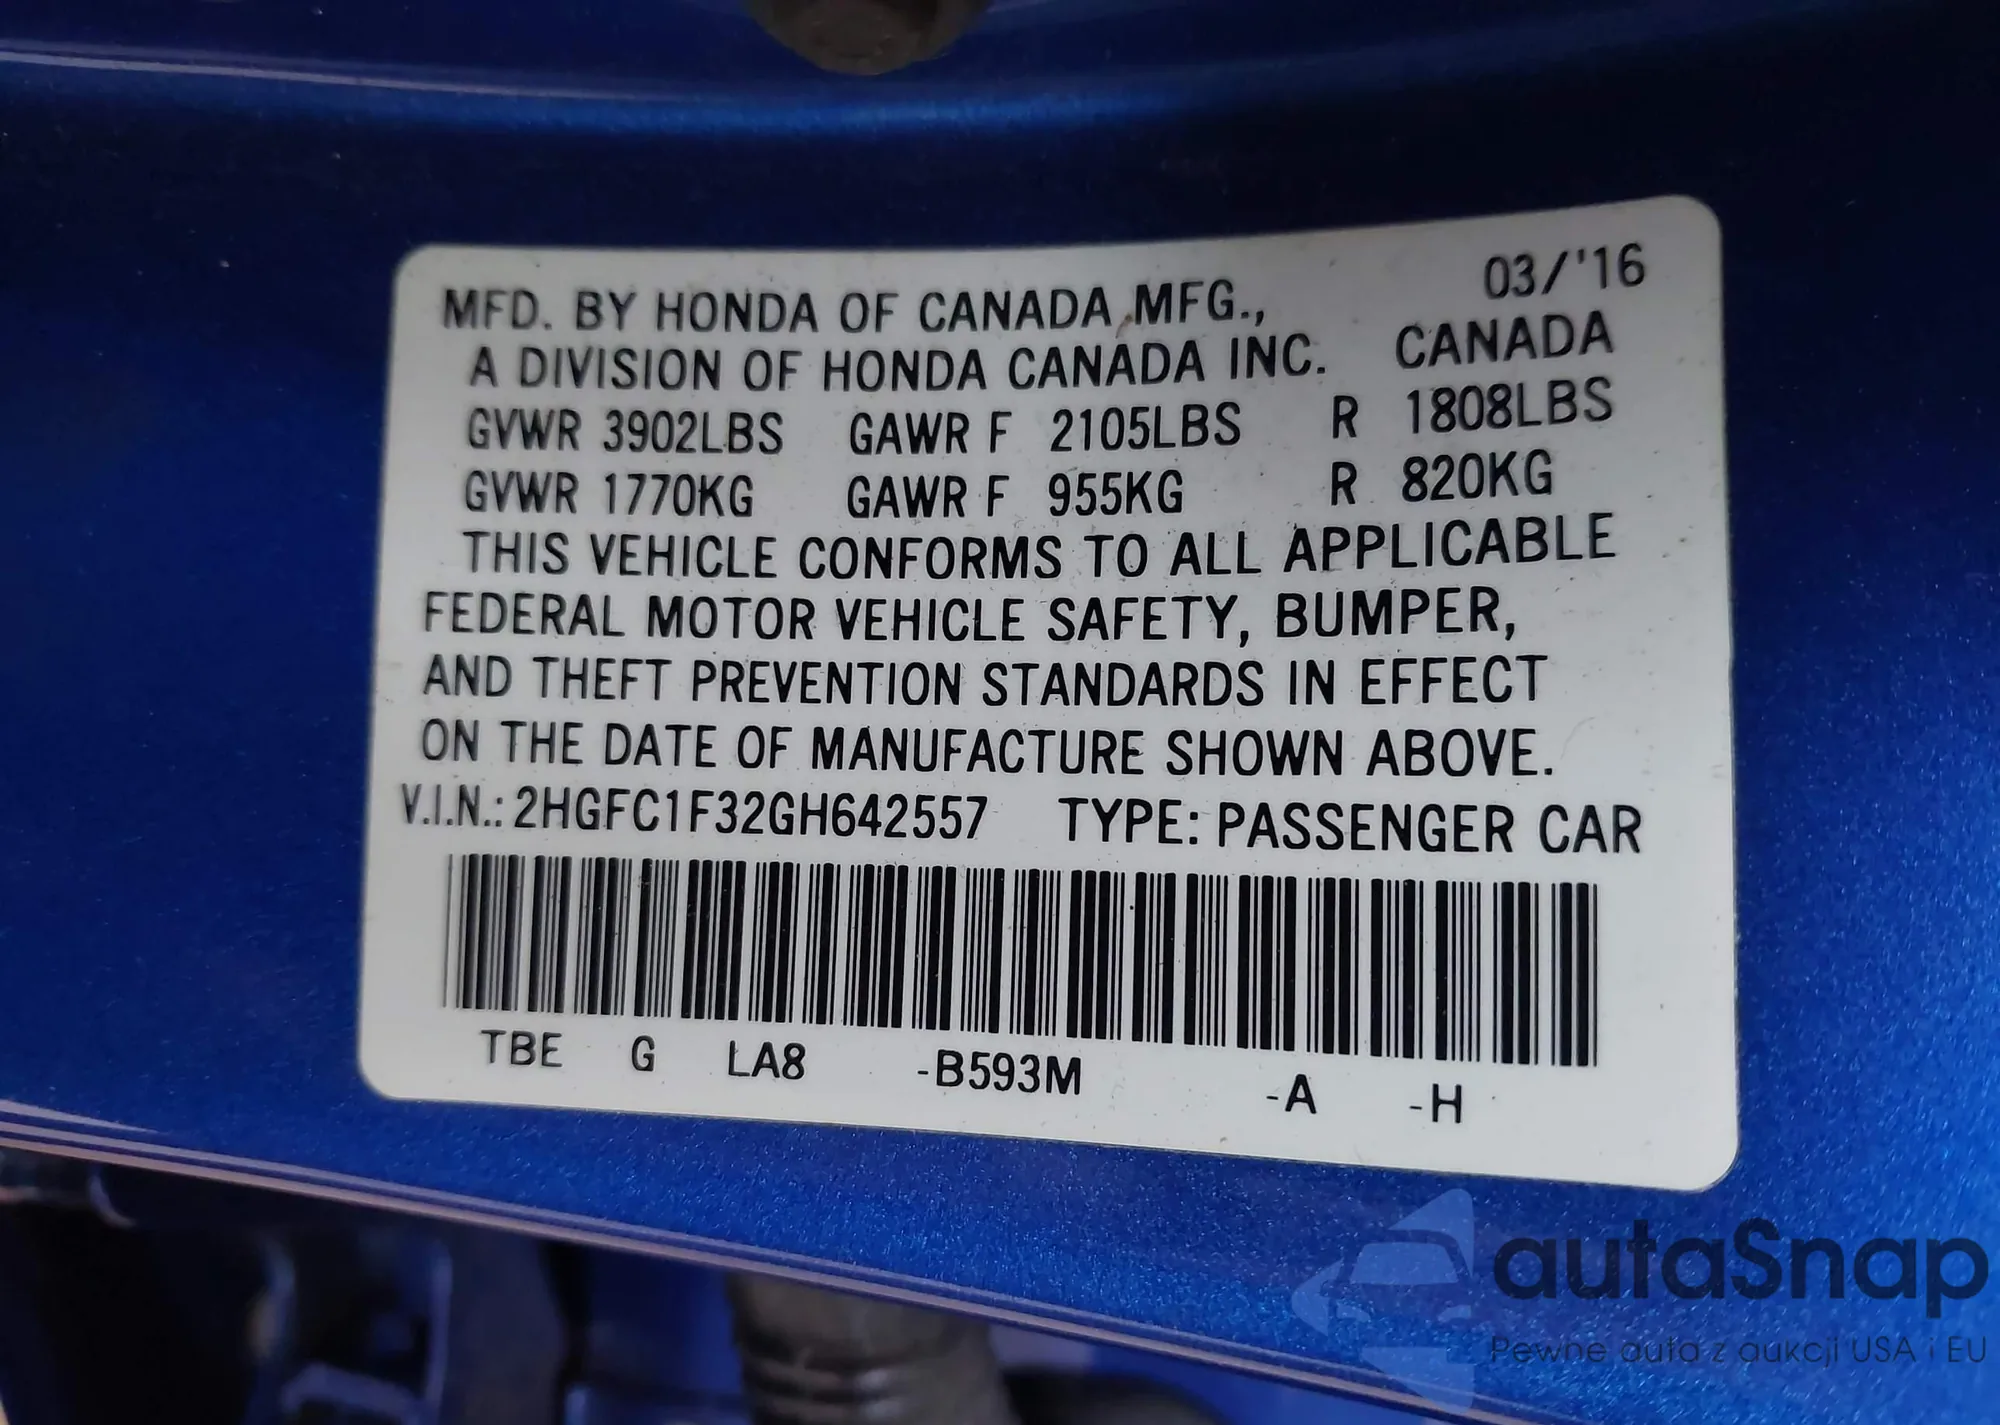 03/'16
MFD. BY HONDA OF CANADA MFG.,
A DIVISION OF HONDA CANADA INC. CANADA
GVWR 3902LBS GAWR F 2105LBS R 1808LBS
GVWR 1770KG GAWR F 955KG R 820KG
THIS VEHICLE CONFORMS TO ALL APPLICABLE
FEDERAL MOTOR VEHICLE SAFETY, BUMPER,
AND THEFT PREVENTION STANDARDS IN EFFECT
ON THE DATE OF MANUFACTURE SHOWN ABOVE.
V.I.N.: 2HGFC1F32GH642557 TYPE: PASSENGER CAR
TBE G LA8 -B593M -A -H
autaSnap
Pewne auta z aukcji USA i EU